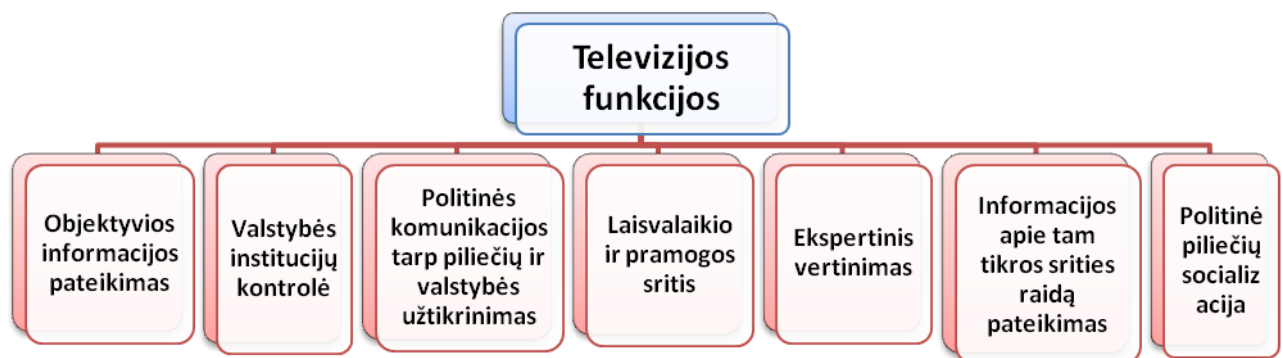 Televizijos
funkcijos
Objektyvios
informacijos
pateikimas
Valstybės
institucijų
kontrolė
Politinės
komunikacijos
tarp piliečių ir
valstybės
užtikrinimas
Laisvalaikio
ir pramogos
sritis
Ekspertinis
vertinimas
Informacijos
apie tam
tikros srities
raidą
pateikimas
Politinė
piliečių
socializ
acija